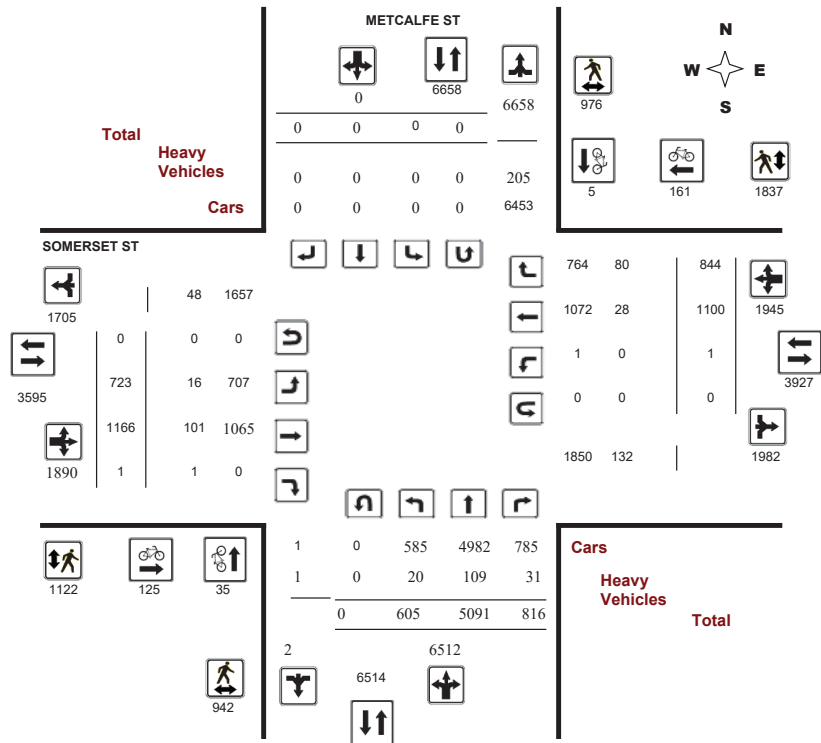 METCALFE ST
N
W E
S
6658
0
6658
976
Total
0 0 0 0
Heavy
Vehicles
0 0 0 0 205
Cars
0 0 0 0 6453
5 161 1837
SOMERSET ST
1705
48 1657
764 80 844
1945
0 0 0
1072 28 1100
3595
723 16 707
1 0 1
3927
1166 101 1065
0 0 0
1890
1 1 0
1850 132
1982
1 0 585 4982 785
Cars
1 0 20 109 31
Heavy
Vehicles
0 605 5091 816
Total
1122 125 35
2
6512
6514
942